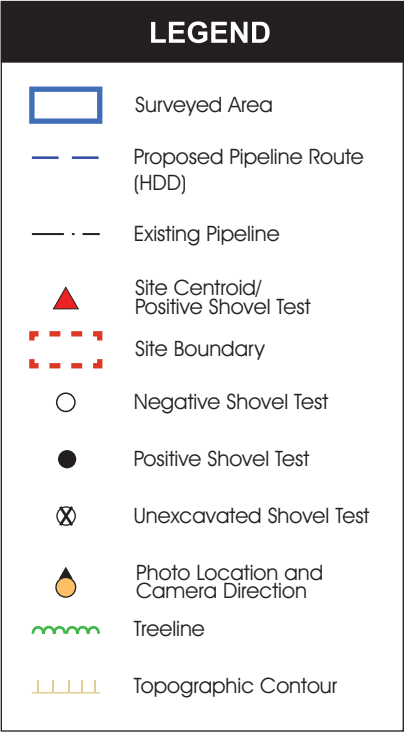 LEGEND
Surveyed Area
Proposed Pipeline Route
(HDD)
Existing Pipeline
Site Centroid/
Positive Shovel Test
Site Boundary
Negative Shovel Test
Positive Shovel Test
Unexcavated Shovel Test
Photo Location and
Camera Direction
Treeline
Topographic Contour